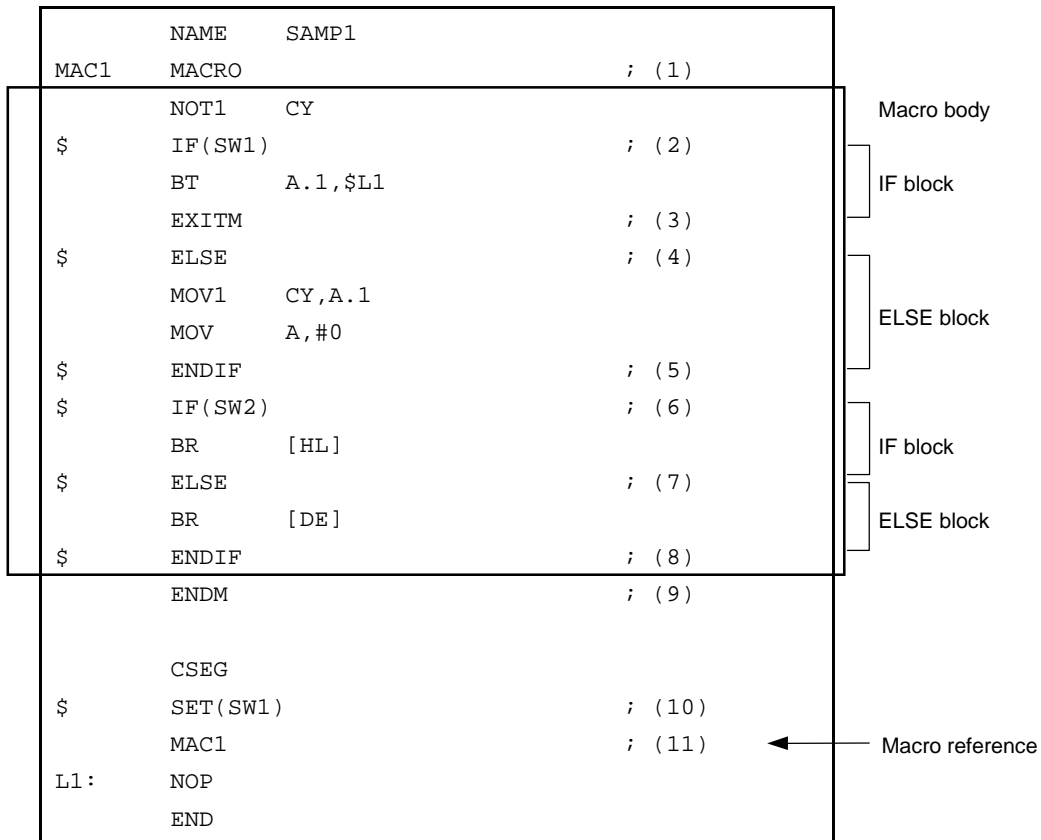 NAME SAMP1
MAC1 MACRO ; (1)
NOT1 CY Macro body
$ IF(SW1) ; (2)
BT A.1,$L1 IF block
EXITM ; (3)
$ ELSE ; (4)
MOV1 CY,A.1
ELSE block
MOV A,#0
$ ENDIF ; (5)
$ IF(SW2) ; (6)
BR [HL] IF block
$ ELSE ; (7)
BR [DE] ELSE block
$ ENDIF ; (8)
ENDM ; (9)
CSEG
$ SET(SW1) ; (10)
MAC1 ; (11) Macro reference
L1: NOP
END